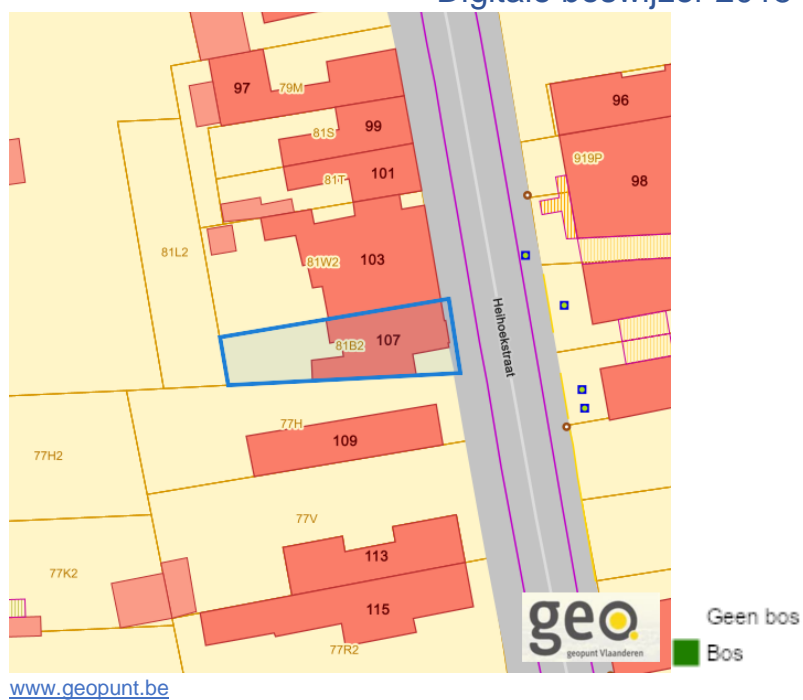 97
79M
96
99
81S
919P
101
81T
98
81L2
81W2
103
Heihoekstraat
107
81B2
77H
109
77H2
77V
77K2
113
115
77R2
geo.
geopunt Vlaanderen
Geen bos
Bos
www.geopunt.be